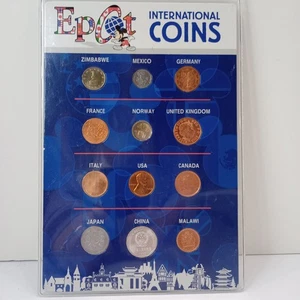 Epcot
INTERNATIONAL
COINS
ZIMBABWE MEXICO GERMANY
FRANCE NORWAY UNITED KINGDOM
ITALY USA CANADA
JAPAN CHINA MALAWI